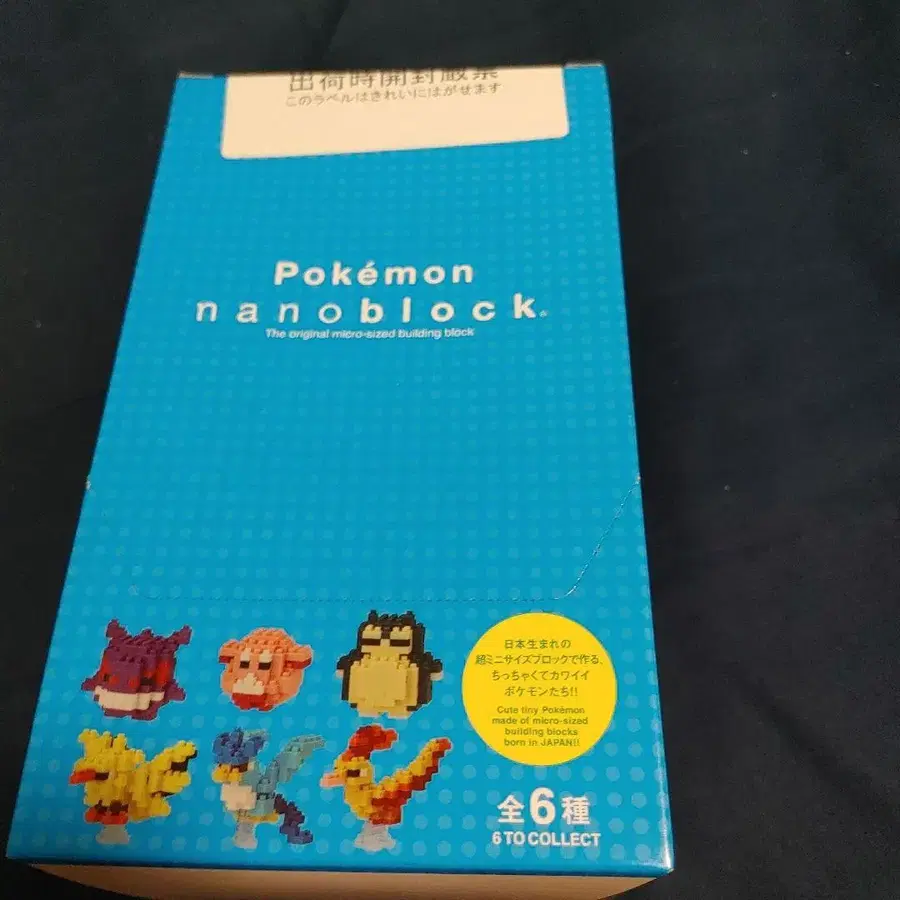 出荷時開封厳禁
このラベルはきれいにはがせます
Pokémon
nanoblock®
The original micro-sized building block
日本生まれの
超ミニサイズブロックで作る、
ちっちゃくてカワイイ
ポケモンたち!!
Cute tiny Pokémon
made of micro-sized
building blocks
born in JAPAN!!
全6種
6 TO COLLECT